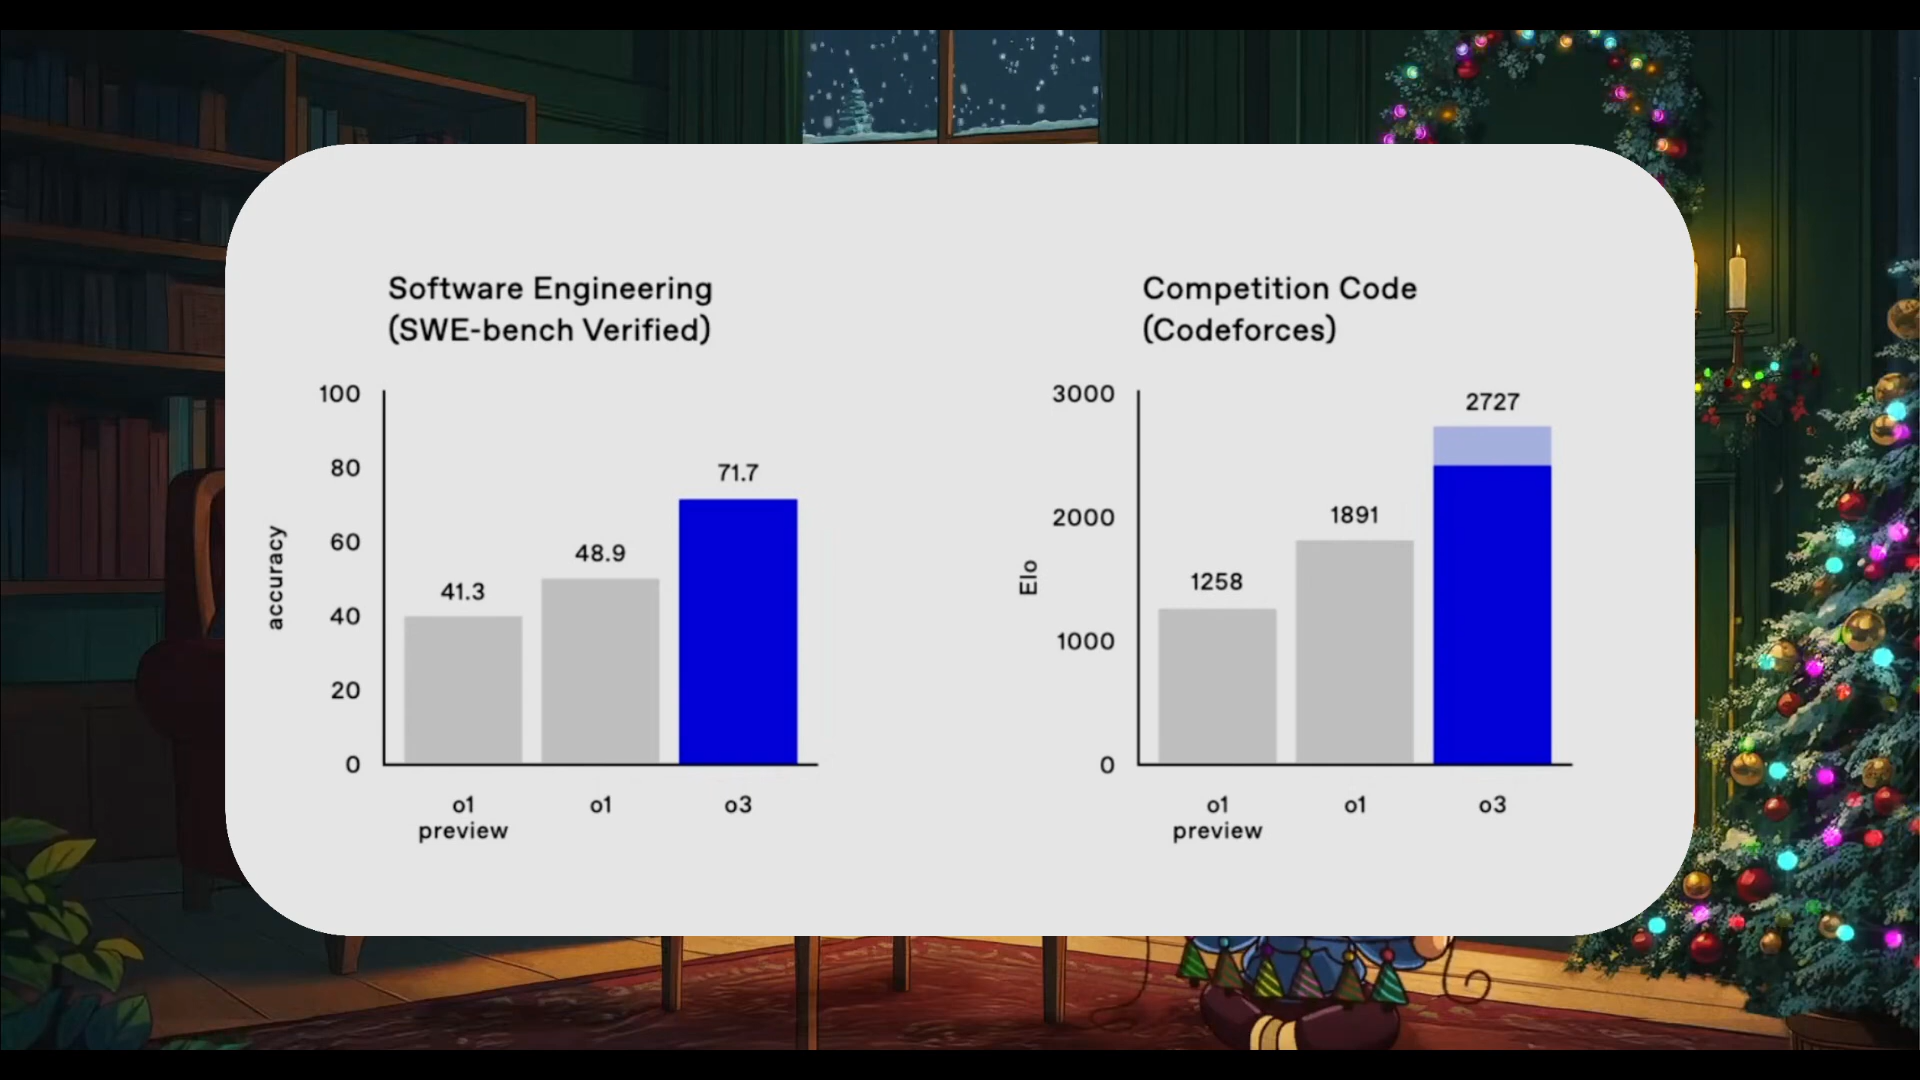 Software Engineering
(SWE-bench Verified)
100
80
60
40
20
0
accuracy
41.3
48.9
71.7
o1
preview
o1
o3
Competition Code
(Codeforces)
3000
2000
1000
0
Elo
1258
1891
2727
o1
preview
o1
o3